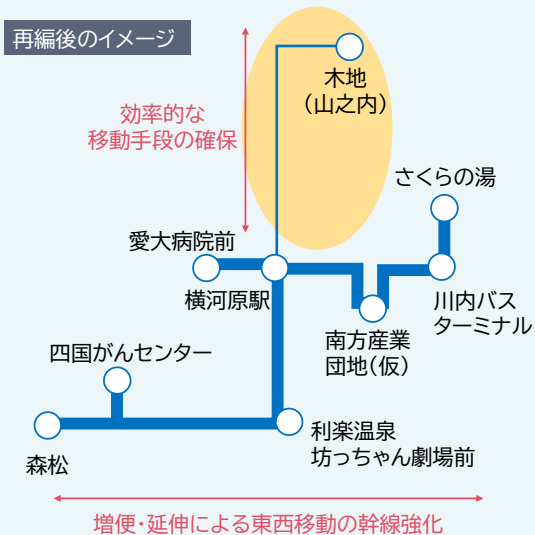 再編後のイメージ
木地
（山之内）
効率的な
移動手段の確保
さくらの湯
愛大病院前
横河原駅
川内バス
ターミナル
南方産業
団地（仮）
四国がんセンター
利楽温泉
坊っちゃん劇場前
森松
増便・延伸による東西移動の幹線強化